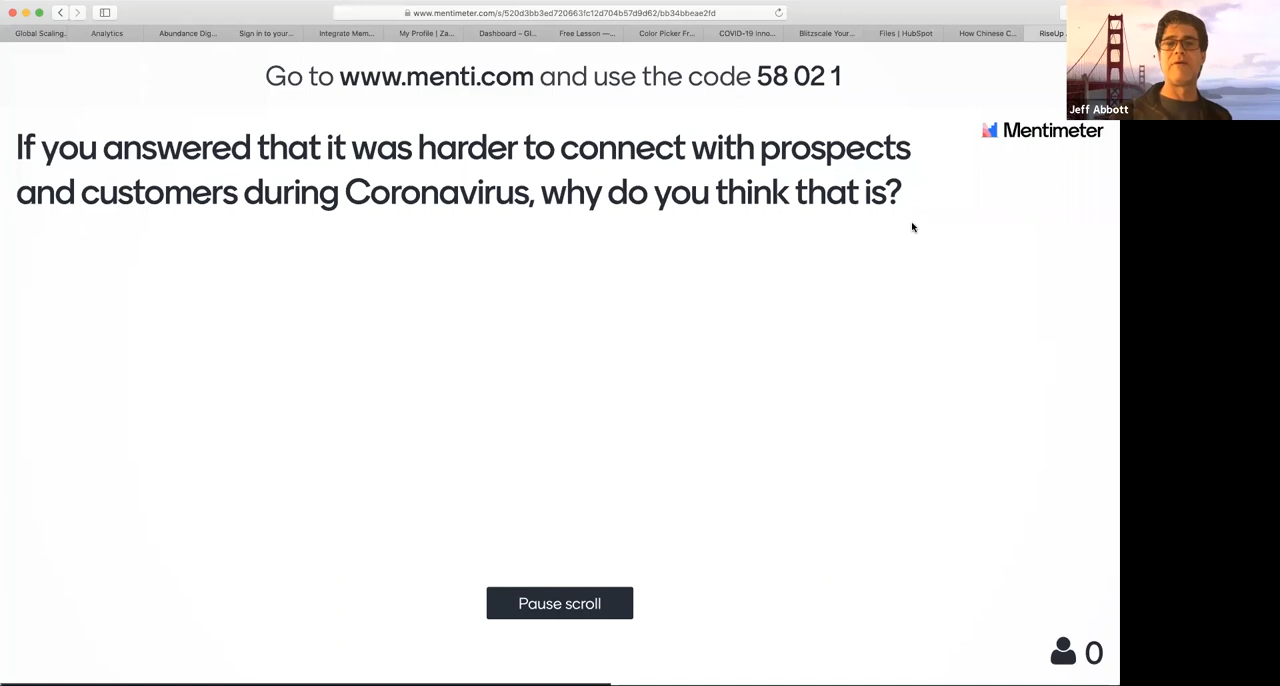 www.mentimeter.com/s/520d3bb3ed720663fc12d704b57d9d62/bb34bbeae2fd
Global Scaling.
Analytics
Abundance Dig...
Sign in to your...
Integrate Mem...
My Profile | Za...
Dashboard – Gl...
Free Lesson —...
Color Picker Fr...
COVID-19 Inno...
Blitzscale Your...
Files | HubSpot
How Chinese C...
RiseUp
Go to www.menti.com and use the code 58 02 1
Jeff Abbott
Mentimeter
If you answered that it was harder to connect with prospects
and customers during Coronavirus, why do you think that is?
Pause scroll
0